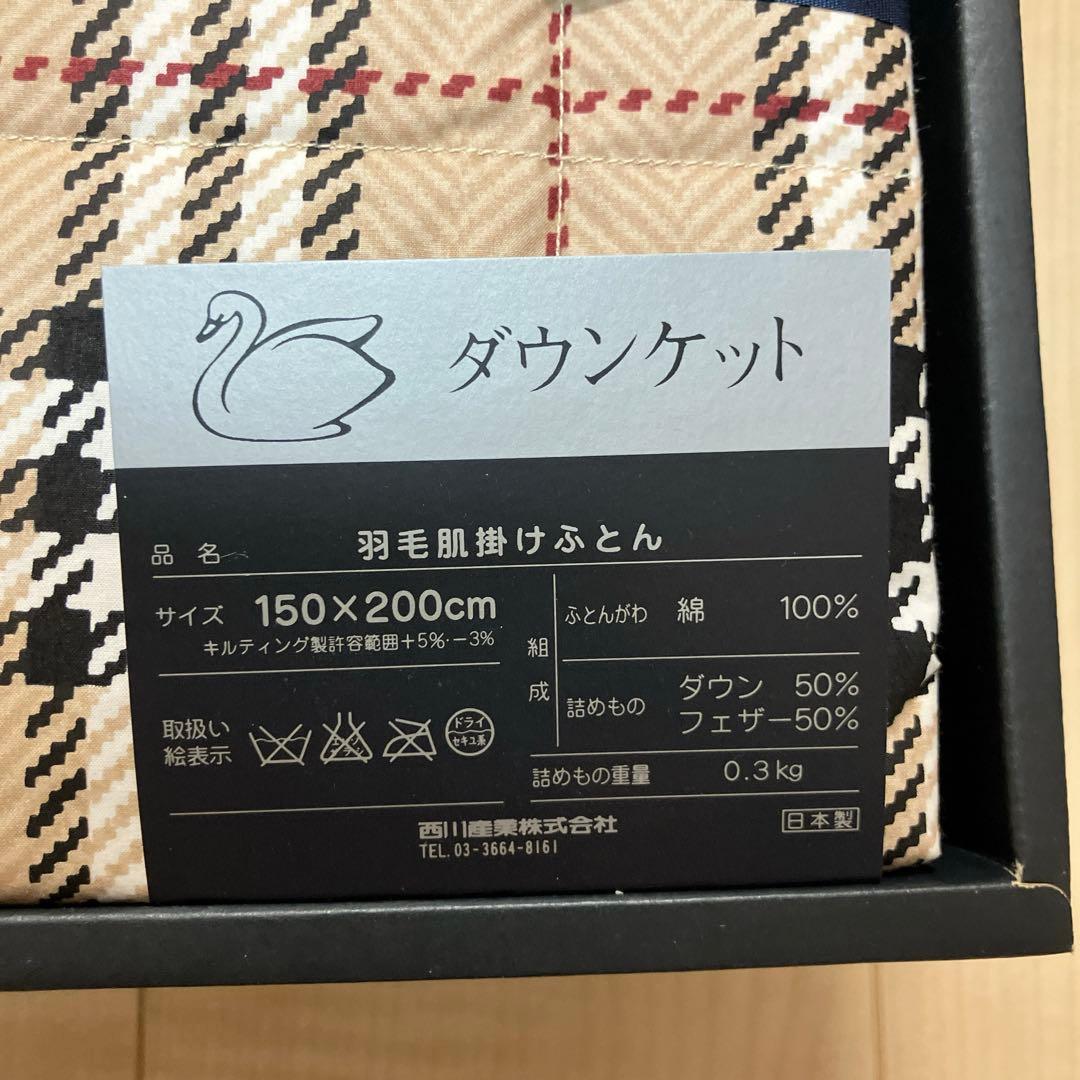 ダウンケット
品名 羽毛肌掛けふとん
サイズ 150×200cm
キルティング製許容範囲+5%·−3%
取扱い
絵表示
エンソ
ドライ
セキユ系
組成
ふとんがわ 綿 100%
詰めもの ダウン 50%
フェザー50%
詰めもの重量 0.3kg
西川産業株式会社
TEL.03-3664-8161
日本製